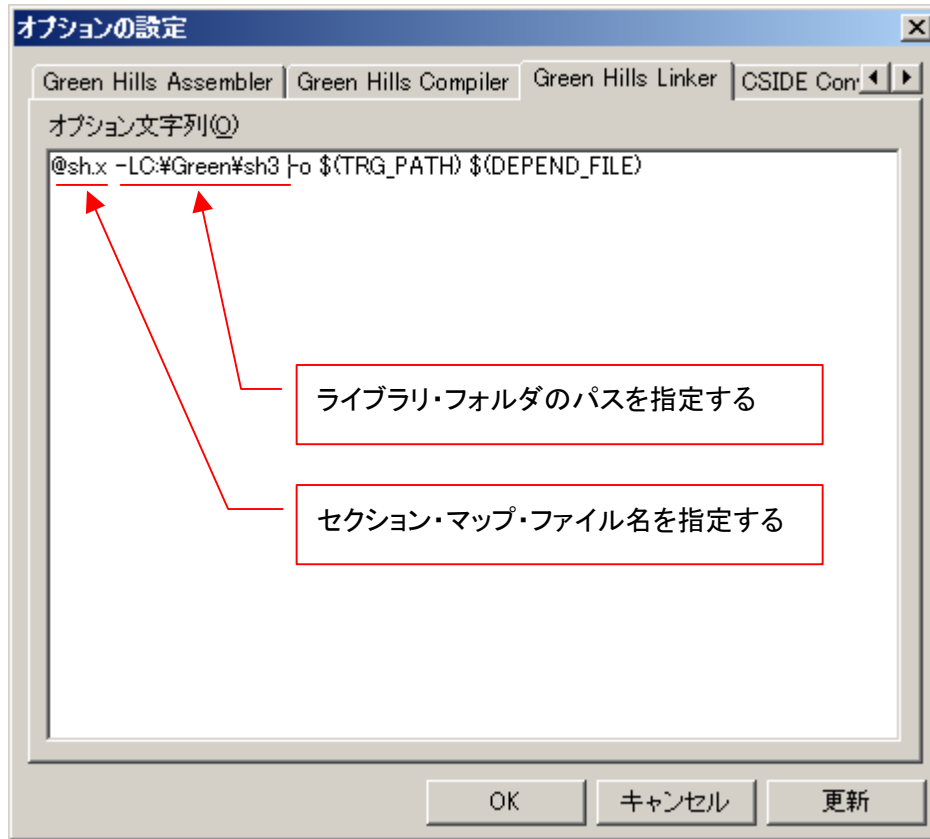 オプションの設定
Green Hills Assembler Green Hills Compiler Green Hills Linker CSIDE Con
オプション文字列(O)
@sh.x -LC:¥Green¥sh3 -o $(TRG_PATH) $(DEPEND_FILE)
ライブラリ・フォルダのパスを指定する
セクション・マップ・ファイル名を指定する
OK キャンセル 更新